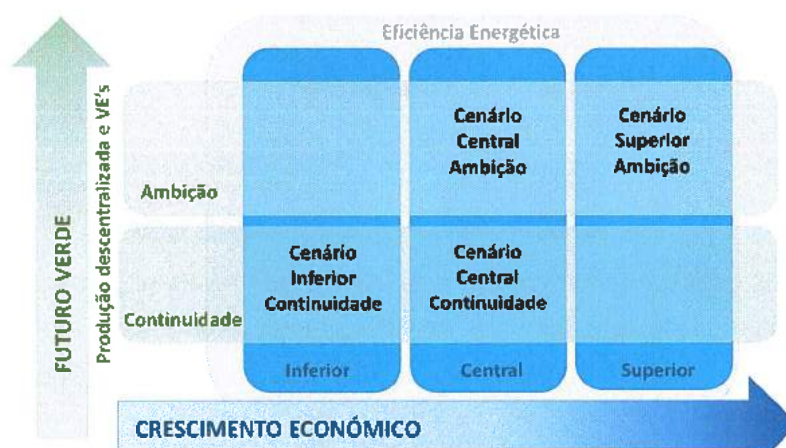 Eficiência Energética
FUTURO VERDE
Produção descentralizada e VE's
Cenário
Central
Ambição
Cenário
Superior
Ambição
Ambição
Cenário
Inferior
Continuidade
Cenário
Central
Continuidade
Continuidade
Inferior
Central
Superior
CRESCIMENTO ECONÓMICO